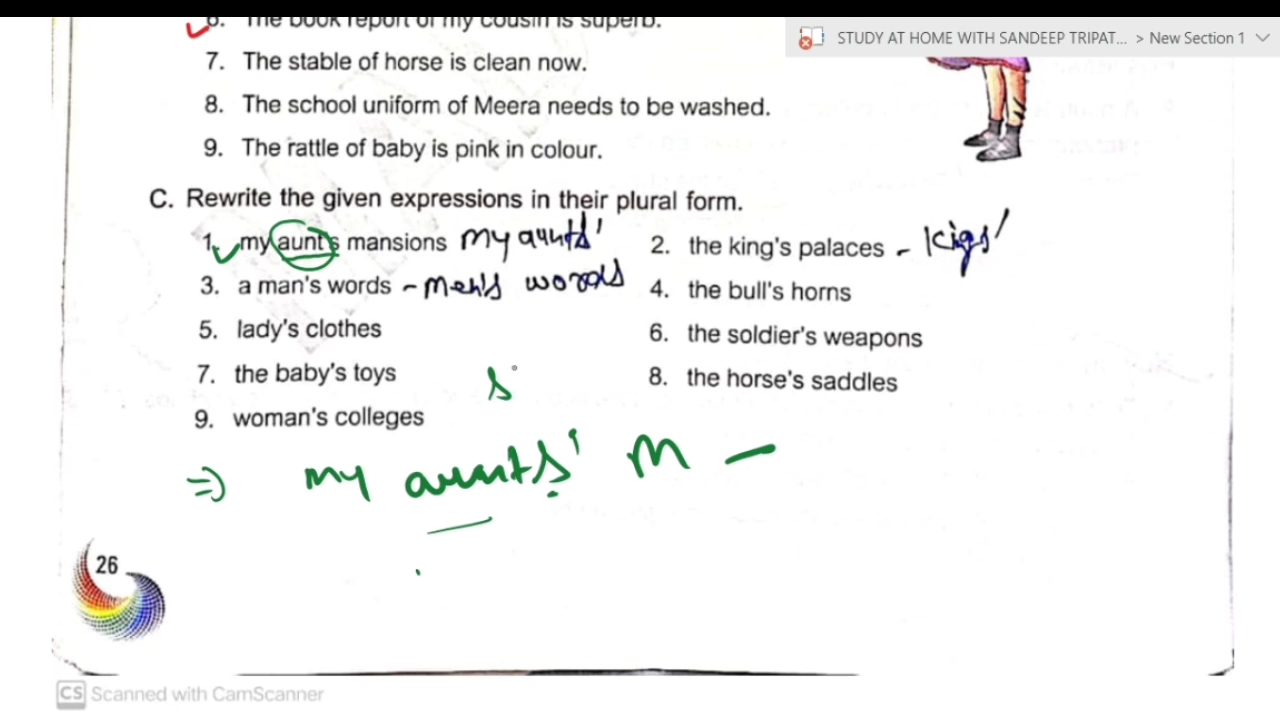 6. The book report of my cousin is superb.
STUDY AT HOME WITH SANDEEP TRIPAT... > New Section 1
7. The stable of horse is clean now.
8. The school uniform of Meera needs to be washed.
9. The rattle of baby is pink in colour.
C. Rewrite the given expressions in their plural form.
1. my aunt's mansions my aunts' 2. the king's palaces - kigs'
3. a man's words - men's words 4. the bull's horns
5. lady's clothes 6. the soldier's weapons
7. the baby's toys s 8. the horse's saddles
9. woman's colleges
⇒ my aunts' M —
26
CS Scanned with CamScanner